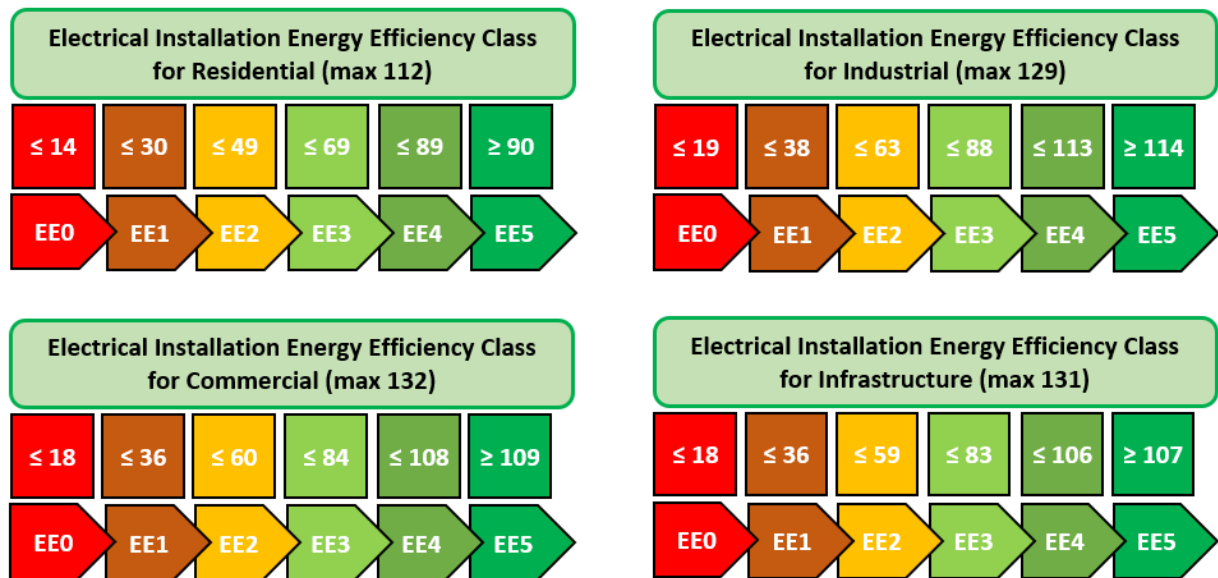 Electrical Installation Energy Efficiency Class
for Residential (max 112)
≤ 14 ≤ 30 ≤ 49 ≤ 69 ≤ 89 ≥ 90
EE0 EE1 EE2 EE3 EE4 EE5
Electrical Installation Energy Efficiency Class
for Industrial (max 129)
≤ 19 ≤ 38 ≤ 63 ≤ 88 ≤ 113 ≥ 114
EE0 EE1 EE2 EE3 EE4 EE5
Electrical Installation Energy Efficiency Class
for Commercial (max 132)
≤ 18 ≤ 36 ≤ 60 ≤ 84 ≤ 108 ≥ 109
EE0 EE1 EE2 EE3 EE4 EE5
Electrical Installation Energy Efficiency Class
for Infrastructure (max 131)
≤ 18 ≤ 36 ≤ 59 ≤ 83 ≤ 106 ≥ 107
EE0 EE1 EE2 EE3 EE4 EE5